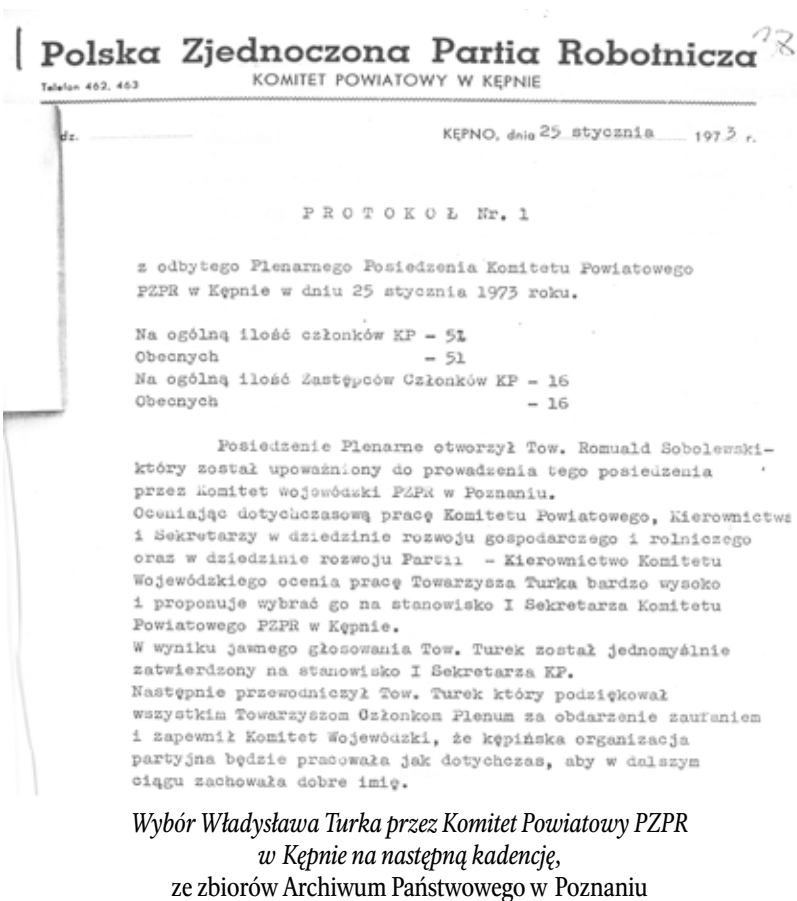 Polska Zjednoczona Partia Robotnicza
18
Telefon 462, 463
KOMITET POWIATOWY W KĘPNIE
dz.
KĘPNO, dnia 25 stycznia 1973 r.
PROTOKOŁ Nr. 1
z odbytego Plenarnego Posiedzenia Komitetu Powiatowego
PZPR w Kępnie w dniu 25 stycznia 1973 roku.
Na ogólną ilość członków KP – 51
Obecnych – 51
Na ogólną ilość Zastępców Członków KP – 16
Obecnych – 16
Posiedzenie Plenarne otworzył Tow. Romuald Sobolewski-
który został upoważniony do prowadzenia tego posiedzenia
przez Komitet Wojewódzki PZPR w Poznaniu.
Oceniając dotychczasową pracę Komitetu Powiatowego, Kierownictwa
i Sekretarzy w dziedzinie rozwoju gospodarczego i rolniczego
oraz w dziedzinie rozwoju Partii – Kierownictwo Komitetu
Wojewódzkiego ocenia pracę Towarzysza Turka bardzo wysoko
i proponuje wybrać go na stanowisko I Sekretarza Komitetu
Powiatowego PZPR w Kępnie.
W wyniku jawnego głosowania Tow. Turek został jednomyślnie
zatwierdzony na stanowisko I Sekretarza KP.
Następnie przewodniczył Tow. Turek który podziękował
wszystkim Towarzyszom Członkom Plenum za obdarzenie zaufaniem
i zapewnił Komitet Wojewódzki, że kępińska organizacja
partyjna będzie pracowała jak dotychczas, aby w dalszym
ciągu zachowała dobre imię.
Wybór Władysława Turka przez Komitet Powiatowy PZPR
w Kępnie na następną kadencję,
ze zbiorów Archiwum Państwowego w Poznaniu